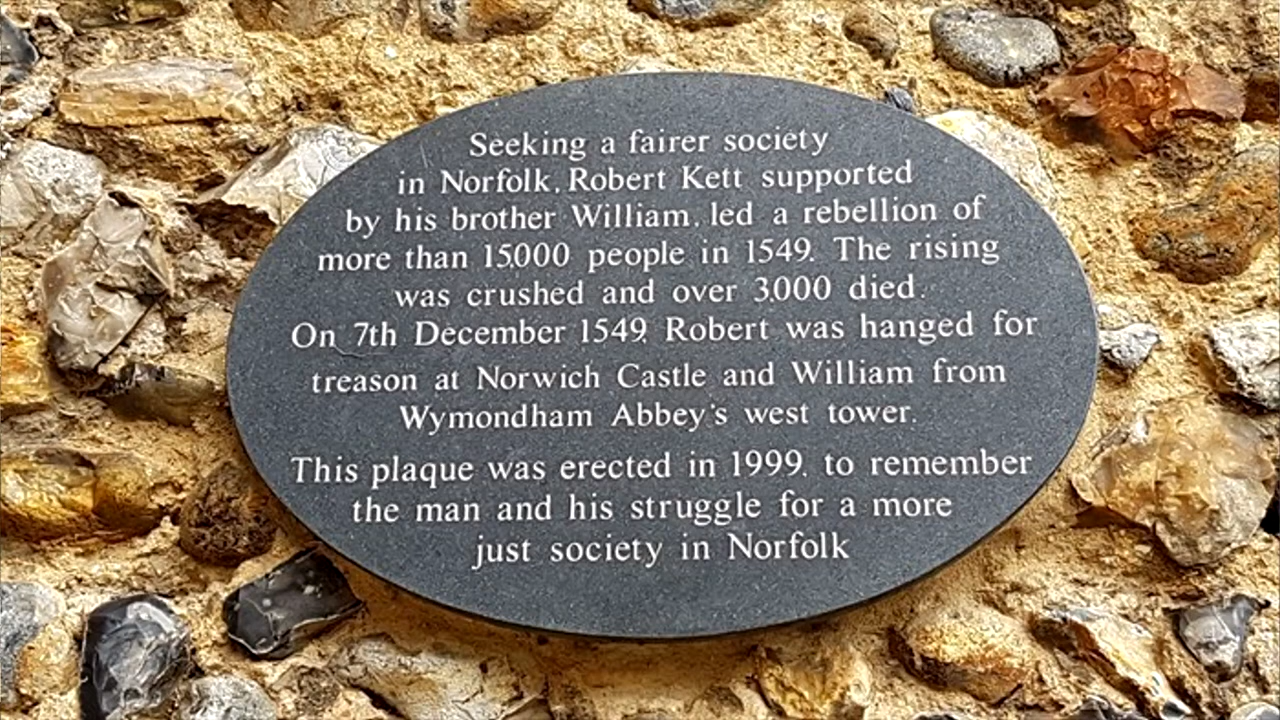 Seeking a fairer society
in Norfolk, Robert Kett supported
by his brother William, led a rebellion of
more than 15,000 people in 1549. The rising
was crushed and over 3,000 died.
On 7th December 1549, Robert was hanged for
treason at Norwich Castle and William from
Wymondham Abbey's west tower.
This plaque was erected in 1999, to remember
the man and his struggle for a more
just society in Norfolk